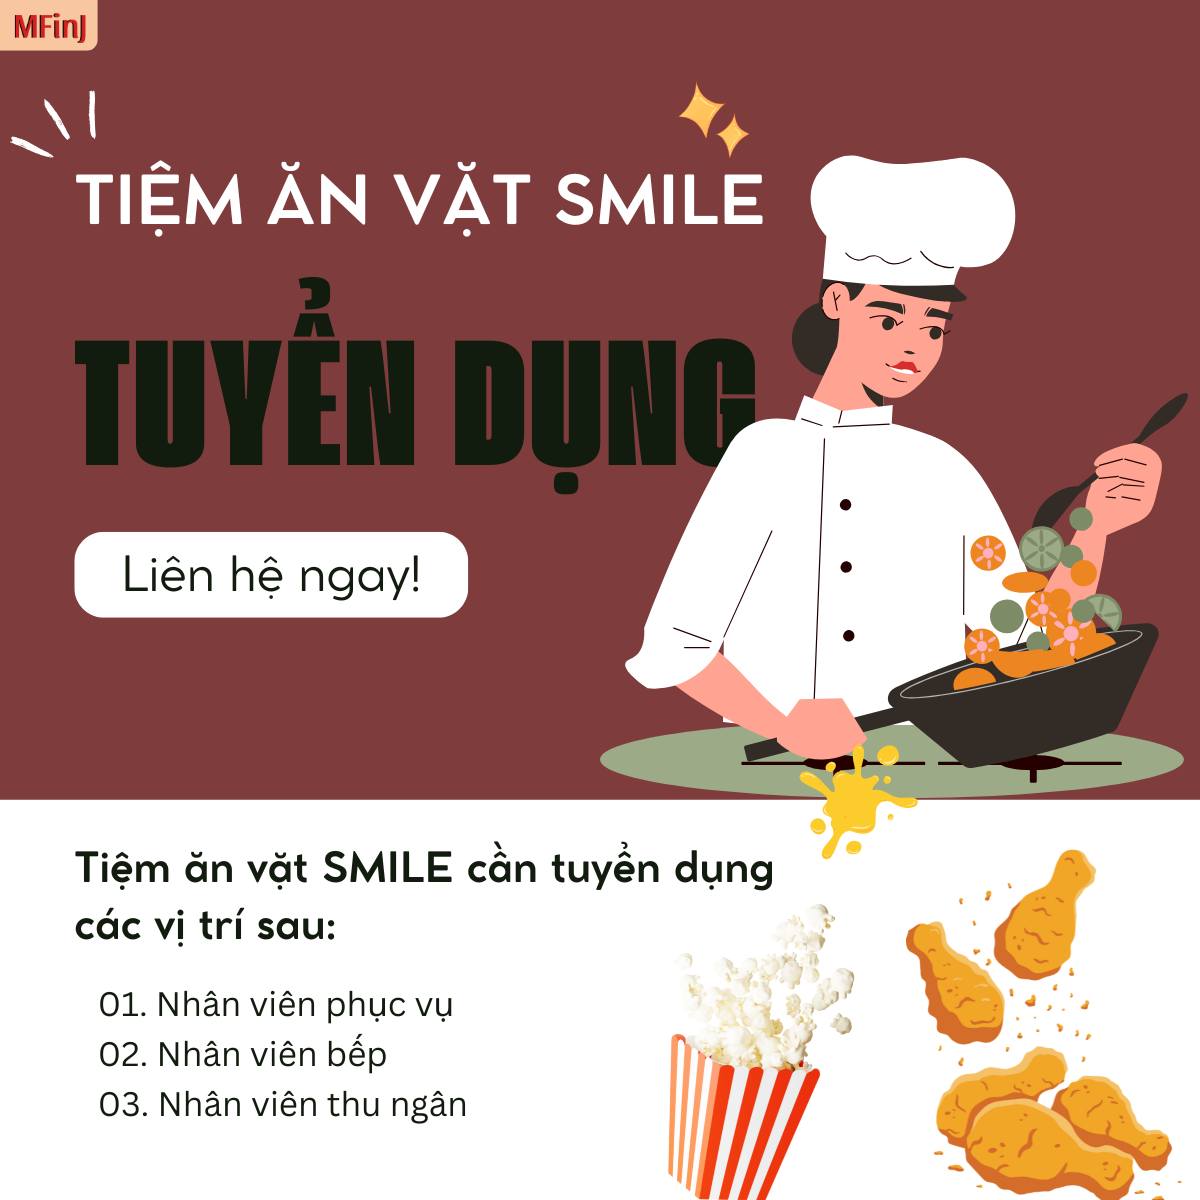 MFinJ
TIỆM ĂN VẶT SMILE
TUYỂN DỤNG
Liên hệ ngay!
Tiệm ăn vặt SMILE cần tuyển dụng
các vị trí sau:
01. Nhân viên phục vụ
02. Nhân viên bếp
03. Nhân viên thu ngân